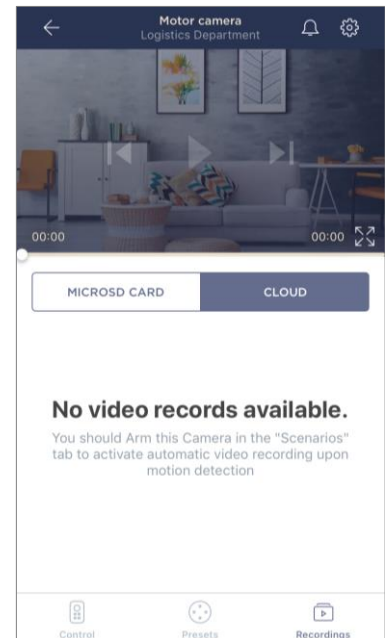 Motor camera
Logistics Department
00:00
00:00
MICROSD CARD
CLOUD
No video records available.
You should Arm this Camera in the "Scenarios"
tab to activate automatic video recording upon
motion detection
Control
Presets
Recordings